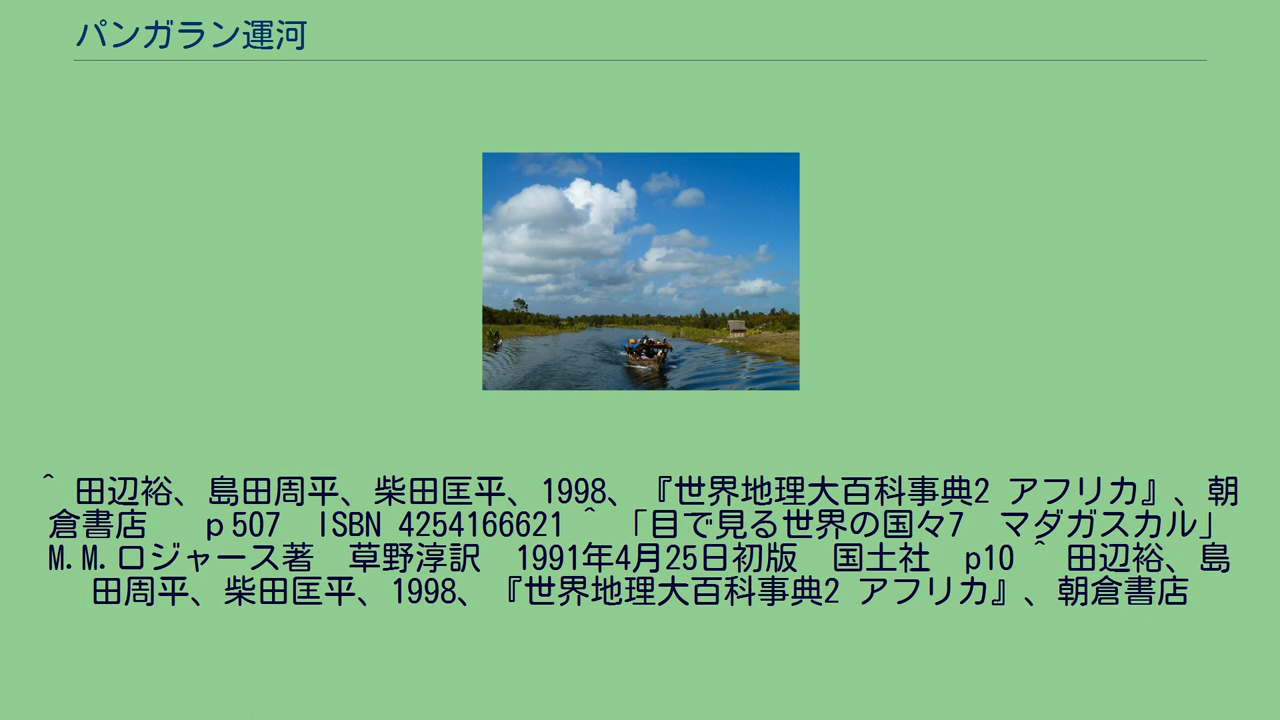 パンガラン運河
^ 田辺裕、島田周平、柴田匡平、1998、『世界地理大百科事典2 アフリカ』、朝
倉書店　 ｐ507　ISBN 4254166621 ^ 「目で見る世界の国々7　マダガスカル」
M.M.ロジャース著　草野淳訳　1991年4月25日初版　国土社　p10 ^ 田辺裕、島
田周平、柴田匡平、1998、『世界地理大百科事典2 アフリカ』、朝倉書店